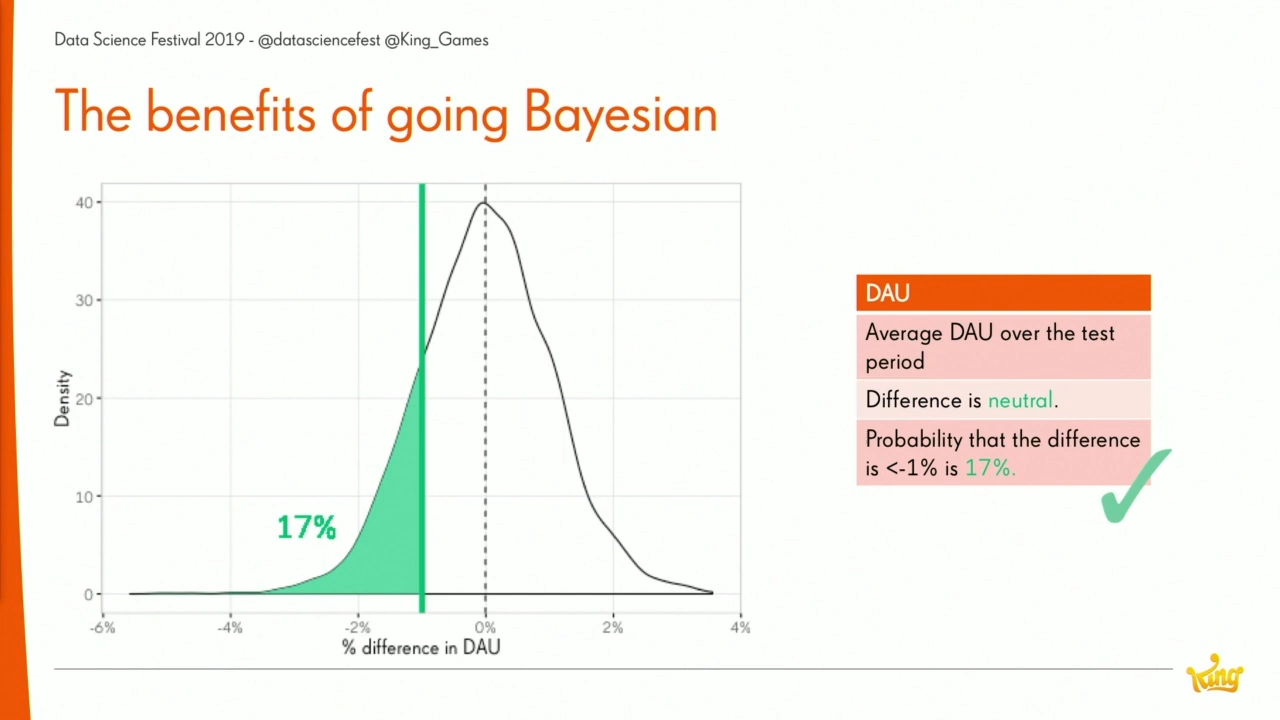 Data Science Festival 2019 - @datasciencefest @King_Games
The benefits of going Bayesian
40
30
20
10
0
Density
17%
-6%
-4%
-2%
0%
2%
4%
% difference in DAU
DAU
Average DAU over the test
period
Difference is neutral.
Probability that the difference
is <-1% is 17%.
King